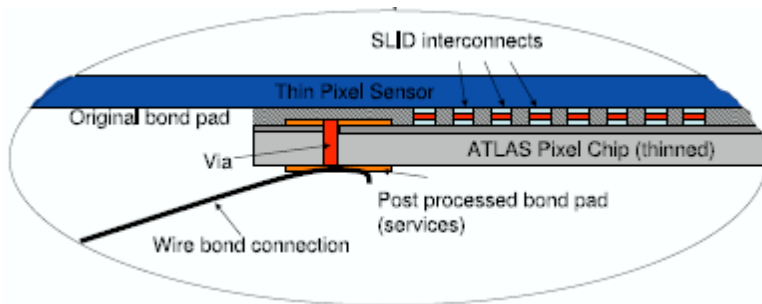 SLID interconnects
Thin Pixel Sensor
Original bond pad
ATLAS Pixel Chip (thinned)
Via
Post processed bond pad
(services)
Wire bond connection